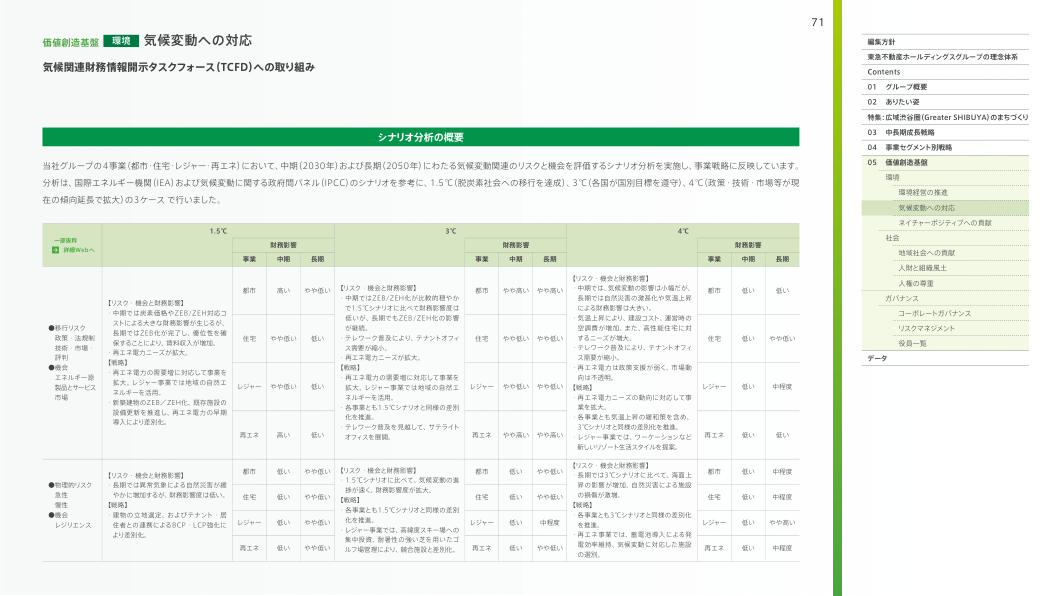 71
価値創造基盤 環境 気候変動への対応
気候関連財務情報開示タスクフォース（TCFD）への取り組み
シナリオ分析の概要
当社グループの4事業（都市・住宅・レジャー・再エネ）において、中期（2030年）および長期（2050年）にわたる気候変動関連のリスクと機会を評価するシナリオ分析を実施し、事業戦略に反映しています。
分析は、国際エネルギー機関（IEA）および気候変動に関する政府間パネル（IPCC）のシナリオを参考に、1.5℃（脱炭素社会への移行を達成）、3℃（各国が国別目標を遵守）、4℃（政策・技術・市場等が現
在の傾向延長で拡大）の3ケース で行いました。
一部抜粋
詳細Webへ
1.5℃
財務影響
事業 中期 長期
3℃
財務影響
事業 中期 長期
4℃
財務影響
事業 中期 長期
●移行リスク
政策・法規制
技術・市場・
評判
●機会
エネルギー源
製品とサービス
市場
【リスク・機会と財務影響】
・中期では炭素価格やZEB/ZEH対応コ
ストによる大きな財務影響が生じるが、
長期ではZEB化が完了し、優位性を確
保することにより、賃料収入が増加。
・再エネ電力ニーズが拡大。
【戦略】
・再エネ電力の需要増に対応して事業を
拡大。レジャー事業では地域の自然エ
ネルギーを活用。
・新築建物のZEB／ZEH化、既存施設の
設備更新を推進し、再エネ電力の早期
導入により差別化。
都市 高い やや低い
住宅 やや低い 低い
レジャー やや低い 低い
再エネ 高い 低い
【リスク・機会と財務影響】
・中期ではZEB/ZEH化が比較的穏やか
で1.5℃シナリオに比べて財務影響度は
低いが、長期でもZEB/ZEH化の影響
が継続。
・テレワーク普及により、テナントオフィ
ス需要が縮小。
・再エネ電力ニーズが拡大。
【戦略】
・再エネ電力の需要増に対応して事業を
拡大。レジャー事業では地域の自然エ
ネルギーを活用。
・各事業とも1.5℃シナリオと同様の差別
化を推進。
・テレワーク普及を見越して、サテライト
オフィスを展開。
都市 やや高い やや高い
住宅 やや低い やや低い
レジャー やや低い やや低い
再エネ やや高い やや高い
【リスク・機会と財務影響】
・中期では、気候変動の影響は小幅だが、
長期では自然災害の激甚化や気温上昇
による財務影響は大きい。
・気温上昇により、建設コスト、運営時の
空調費が増加。また、高性能住宅に対
するニーズが増大。
・テレワーク普及により、テナントオフィ
ス需要が縮小。
・再エネ電力は政策支援が弱く、市場動
向は不透明。
【戦略】
・再エネ電力ニーズの動向に対応して事
業を拡大。
・各事業とも気温上昇の緩和策を含め、
3℃シナリオと同様の差別化を推進。
・レジャー事業では、ワーケーションなど
新しいリゾート生活スタイルを提案。
都市 低い 低い
住宅 低い やや低い
レジャー 低い 中程度
再エネ 低い 低い
●物理的リスク
急性
慢性
●機会
レジリエンス
【リスク・機会と財務影響】
・長期では異常気象による自然災害が緩
やかに増加するが、財務影響度は低い。
【戦略】
・建物の立地選定、およびテナント・居
住者との連携によるBCP・LCP強化に
より差別化。
都市 低い やや低い
住宅 低い やや低い
レジャー 低い やや低い
再エネ 低い やや低い
【リスク・機会と財務影響】
・1.5℃シナリオに比べて、気候変動の進
捗が速く、財務影響度が拡大。
【戦略】
・各事業とも1.5℃シナリオと同様の差別
化を推進。
・レジャー事業では、高緯度スキー場への
集中投資、耐暑性の強い芝を用いたゴ
ルフ場管理により、競合施設と差別化。
都市 低い やや低い
住宅 低い やや低い
レジャー 低い 中程度
再エネ 低い やや低い
【リスク・機会と財務影響】
・長期では3℃シナリオに比べて、海面上
昇の影響が増加、自然災害による施設
の損傷が激増。
【戦略】
・各事業とも3℃シナリオと同様の差別化
を推進。
・再エネ事業では、蓄電池導入による発
電効率維持、気候変動に対応した施設
の選別。
都市 低い 中程度
住宅 低い 中程度
レジャー 低い やや高い
再エネ 低い 中程度
編集方針
東急不動産ホールディングスグループの理念体系
Contents
01 グループ概要
02 ありたい姿
特集：広域渋谷圏（Greater SHIBUYA）のまちづくり
03 中長期成長戦略
04 事業セグメント別戦略
05 価値創造基盤
環境
環境経営の推進
気候変動への対応
ネイチャーポジティブへの貢献
社会
地域社会への貢献
人財と組織風土
人権の尊重
ガバナンス
コーポレートガバナンス
リスクマネジメント
役員一覧
データ